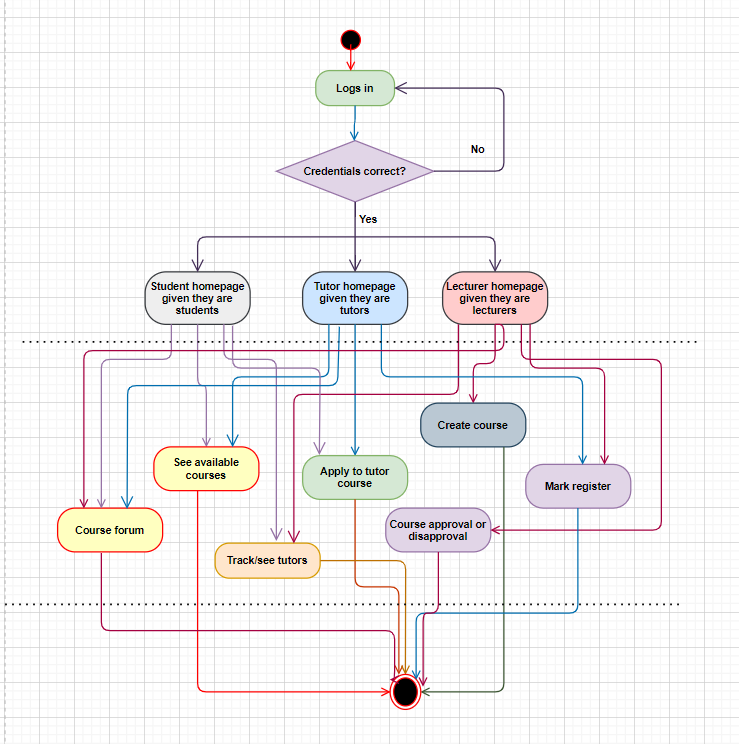 Logs in
No
Credentials correct?
Yes
Student homepage
given they are
students
Tutor homepage
given they are
tutors
Lecturer homepage
given they are
lecturers
Create course
See available
courses
Apply to tutor
course
Mark register
Course forum
Course approval or
disapproval
Track/see tutors